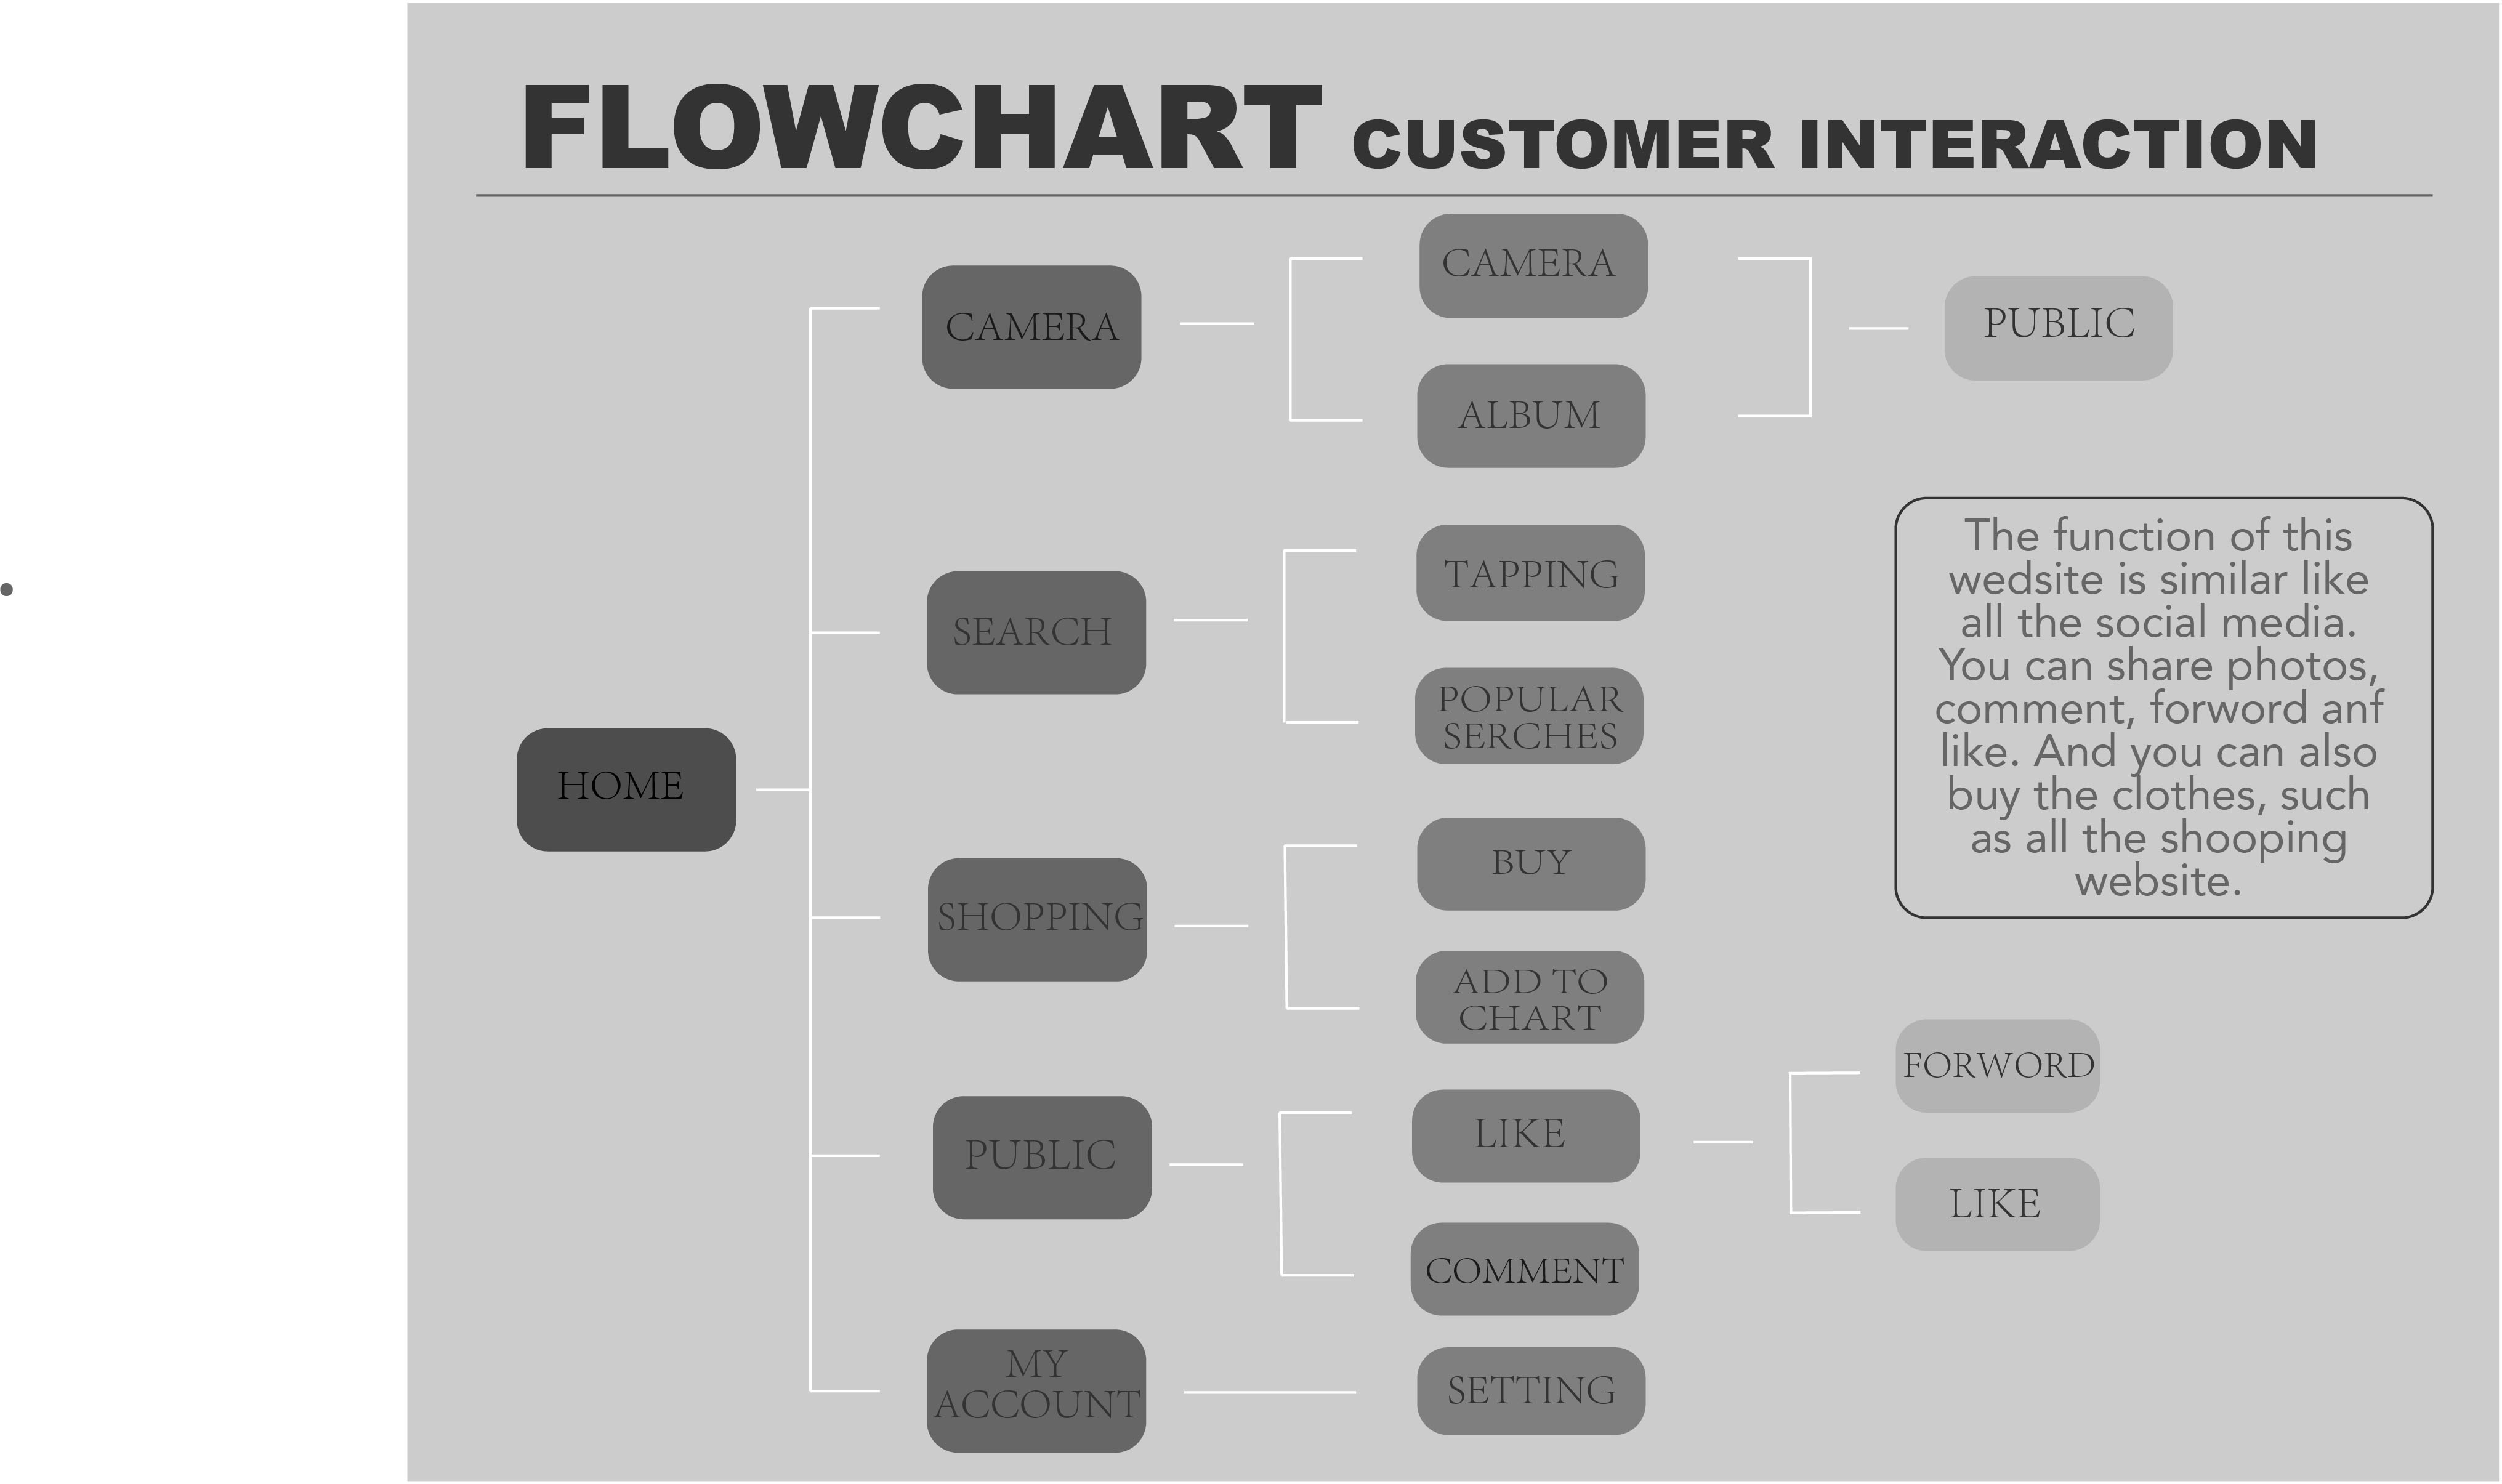 FLOWCHART CUSTOMER INTERACTION
CAMERA
CAMERA
ALBUM
PUBLIC
SEARCH
TAPPING
POPULAR
SERCHES
The function of this
wedsite is similar like
all the social media.
You can share photos,
comment, forword anf
like. And you can also
buy the clothes, such
as all the shooping
website.
HOME
SHOPPING
BUY
ADD TO
CHART
PUBLIC
LIKE
COMMENT
FORWORD
LIKE
MY
ACCOUNT
SETTING